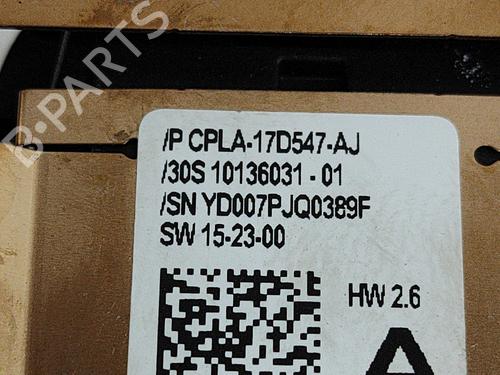 B-PARTS
/P CPLA-17D547-AJ
/30S 10136031 - 01
/SN YD007PJQ0389F
SW 15-23-00
HW 2.6
A